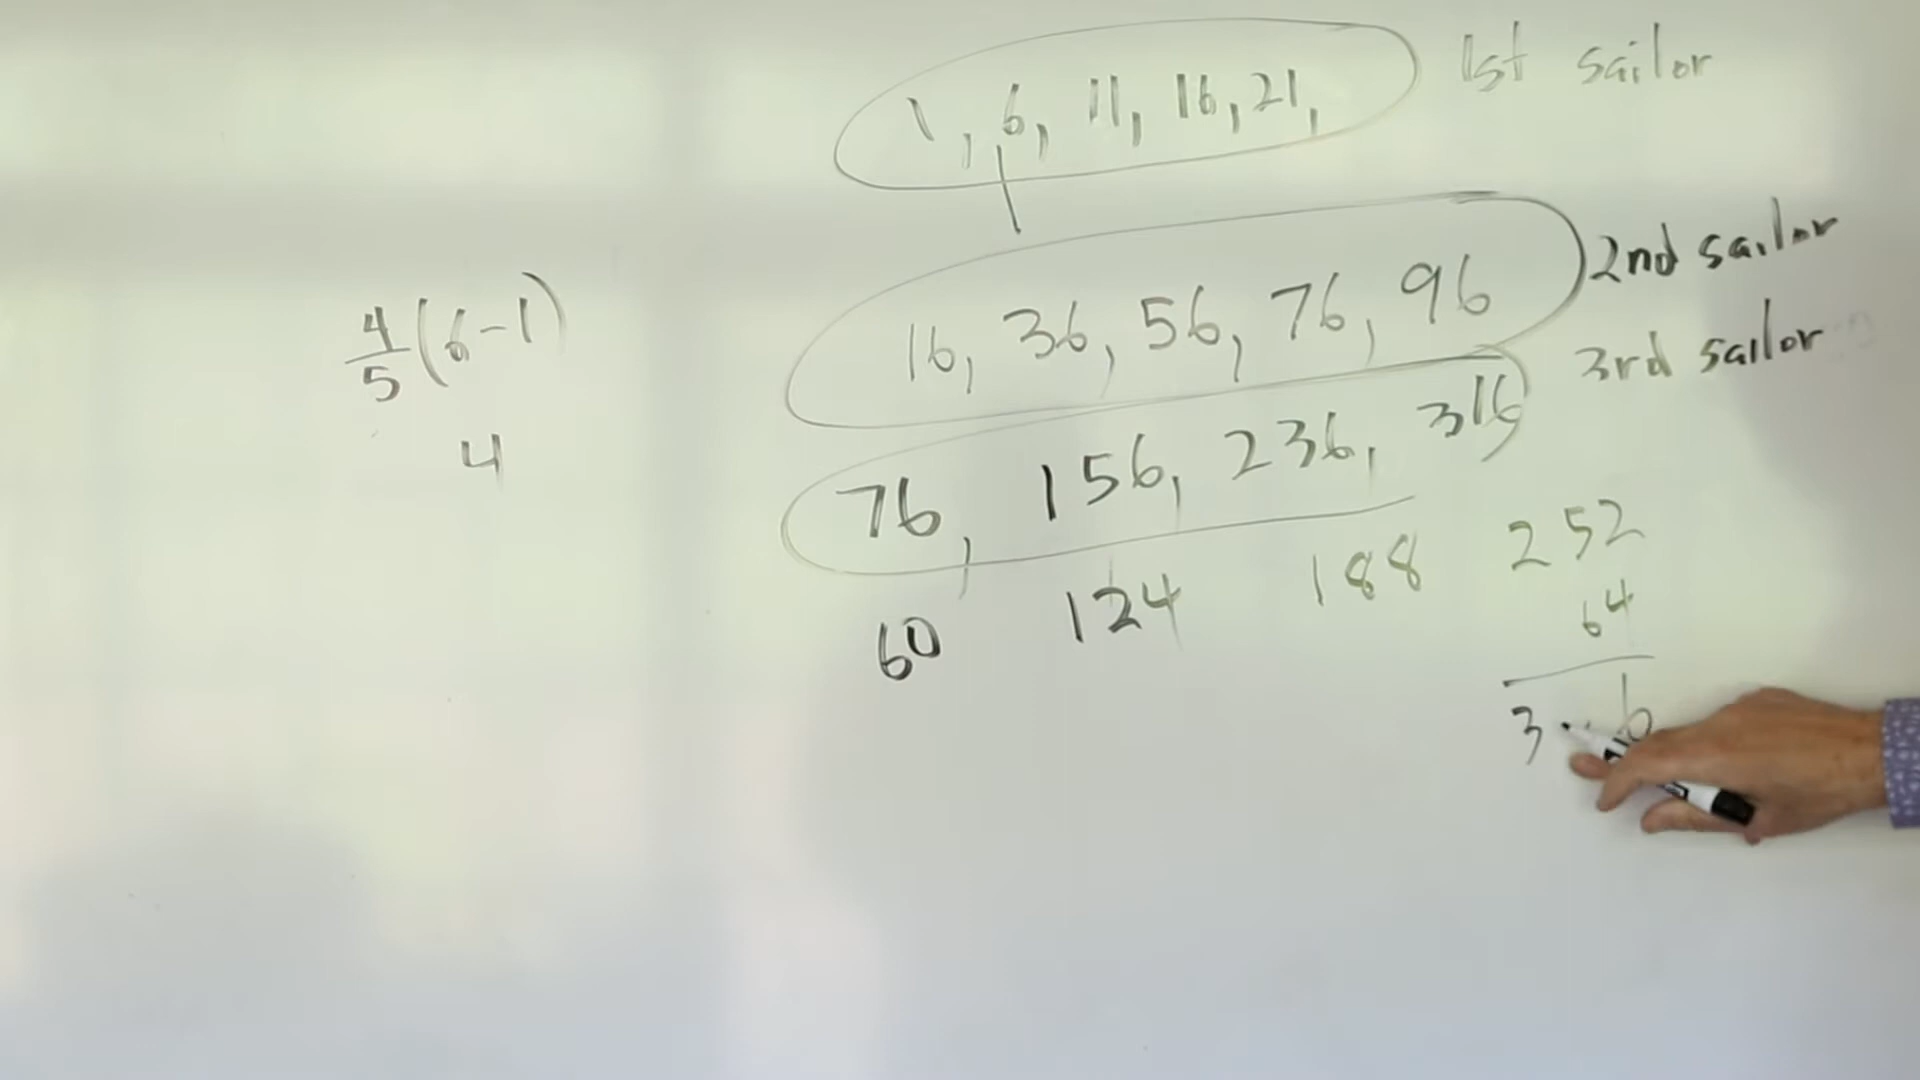 1, 6, 11, 16, 21, 1st sailor
16, 36, 56, 76, 96 2nd sailor
76, 156, 236, 316 3rd sailor
4/5(6-1)
4
60 124 188 252
64
3 6